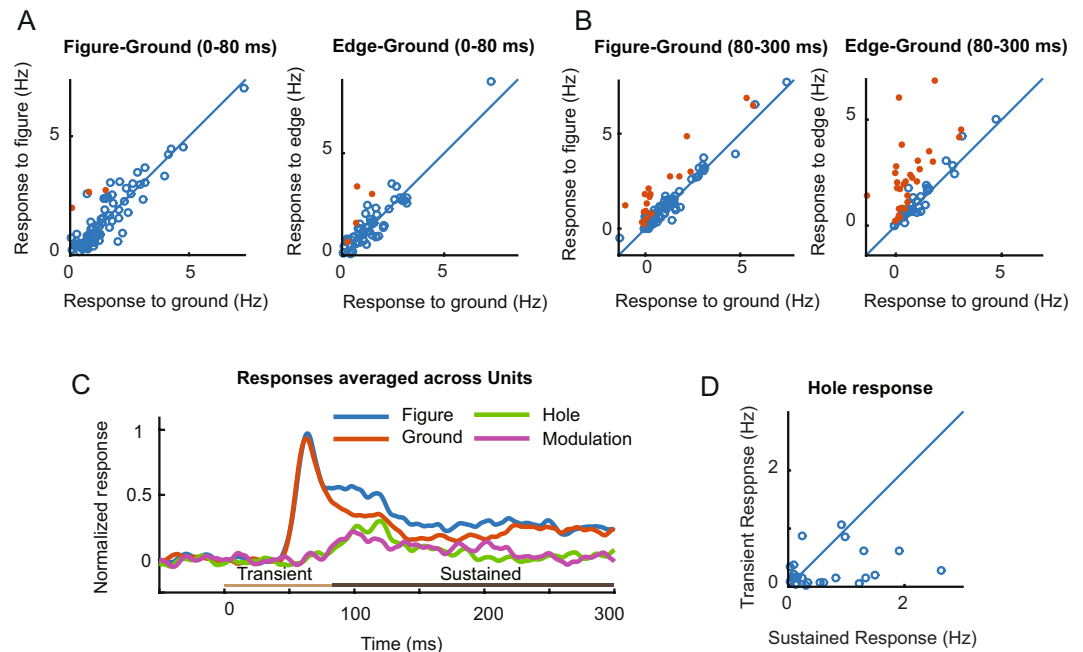 A
Figure-Ground (0-80 ms)
Edge-Ground (0-80 ms)
Response to figure (Hz)
5
0
0
5
Response to ground (Hz)
Response to edge (Hz)
5
0
0
5
Response to ground (Hz)
B
Figure-Ground (80-300 ms)
Edge-Ground (80-300 ms)
Response to figure (Hz)
5
0
0
5
Response to ground (Hz)
Response to edge (Hz)
5
0
0
5
Response to ground (Hz)
C
Responses averaged across Units
Figure
Ground
Hole
Modulation
Normalized response
1
0.5
0
Transient
Sustained
0
100
200
300
Time (ms)
D
Hole response
Transient Resppnse (Hz)
2
0
0
2
Sustained Response (Hz)